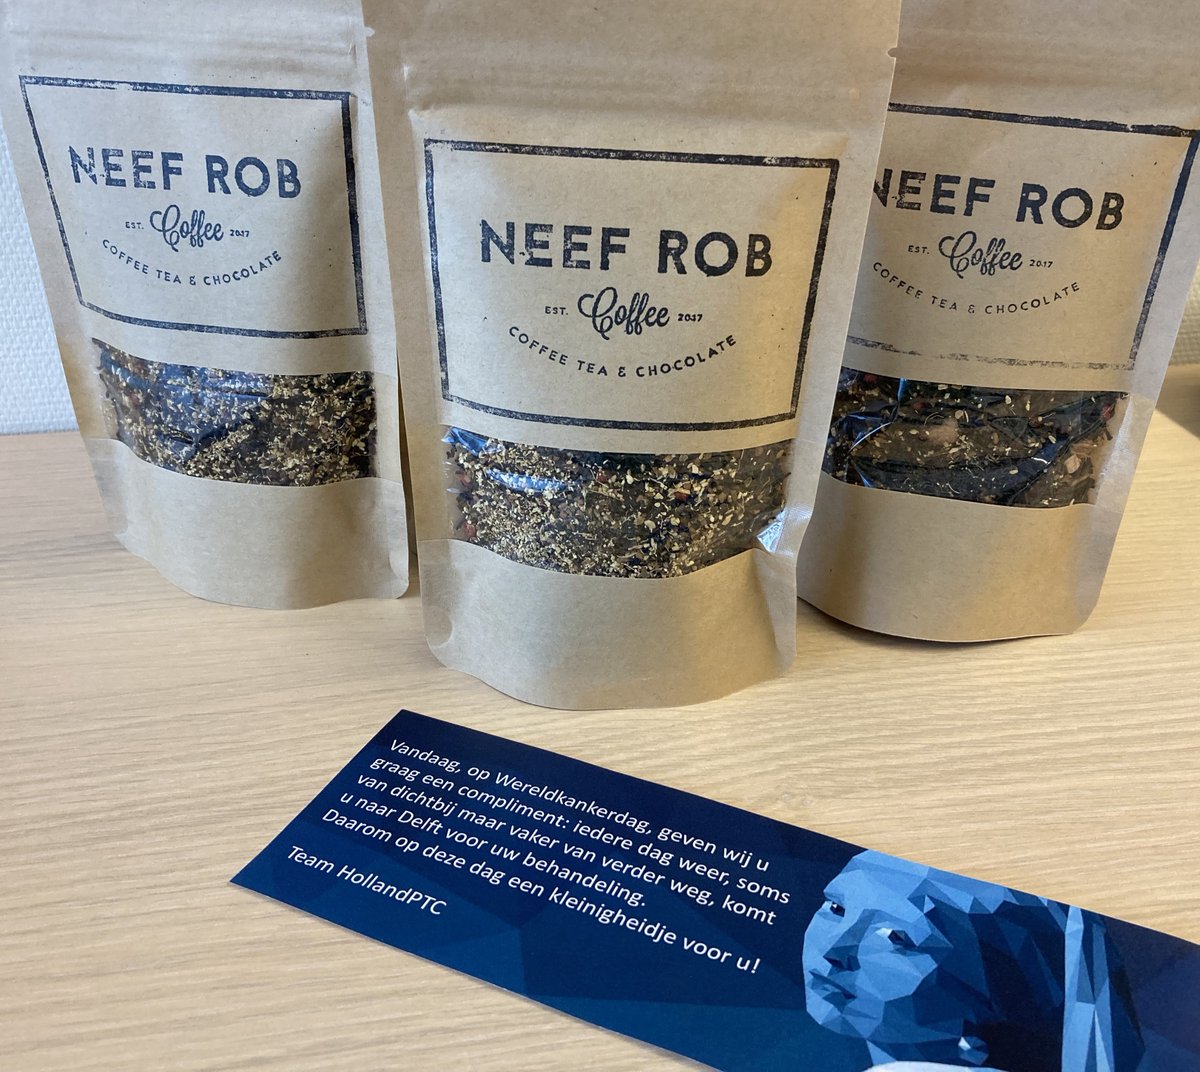 NEEF ROB
EST. Coffee 2017
COFFEE TEA & CHOCOLATE
NEEF ROB
EST. Coffee 2017
COFFEE TEA & CHOCOLATE
NEEF ROB
EST. Coffee 2017
COFFEE TEA & CHOCOLATE
Vandaag, op Wereldkankerdag, geven wij u
graag een compliment: iedere dag weer, soms
van dichtbij maar vaker van verder weg, komt
u naar Delft voor uw behandeling.
Daarom op deze dag een kleinigheidje voor u!
Team HollandPTC